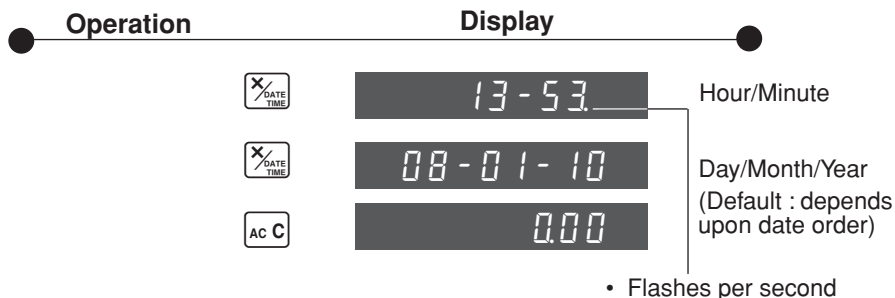 Operation Display
×/DATE TIME 13-53. Hour/Minute
×/DATE TIME 08-01-10 Day/Month/Year
(Default : depends
upon date order)
AC C 0.00
• Flashes per second